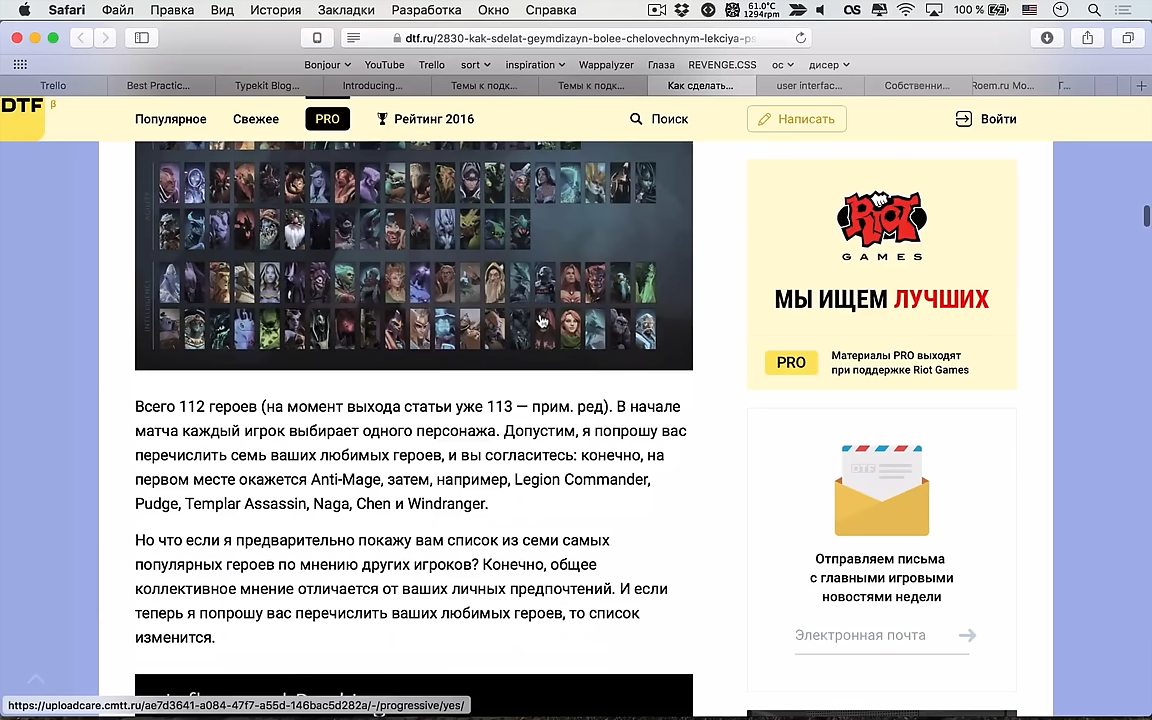 Safari Файл Правка Вид История Закладки Разработка Окно Справка 61.0°C 1294rpm OS 100 %
dtf.ru/2830-kak-sdelat-geymdizayn-bolee-chelovechnym-lekciya-ps
Bonjour YouTube Trello sort inspiration Wappalyzer Глаза REVENGE.CSS ос дисер
Trello Best Practic... Typekit Blog... Introducing... Темы к подк... Темы к подк... Как сделать... user interfac... Собственни... Roem.ru Mo... Г...
DTF β Популярное Свежее PRO Рейтинг 2016 Поиск Написать Войти
AGILITY
INTELLIGENCE
Всего 112 героев (на момент выхода статьи уже 113 — прим. ред). В начале
матча каждый игрок выбирает одного персонажа. Допустим, я попрошу вас
перечислить семь ваших любимых героев, и вы согласитесь: конечно, на
первом месте окажется Anti-Mage, затем, например, Legion Commander,
Pudge, Templar Assassin, Naga, Chen и Windranger.
Но что если я предварительно покажу вам список из семи самых
популярных героев по мнению других игроков? Конечно, общее
коллективное мнение отличается от ваших личных предпочтений. И если
теперь я попрошу вас перечислить ваших любимых героев, то список
изменится.
RIOT
GAMES
МЫ ИЩЕМ ЛУЧШИХ
PRO
Материалы PRO выходят
при поддержке Riot Games
DTF
Отправляем письма
с главными игровыми
новостями недели
Электронная почта
https://uploadcare.cmtt.ru/ae7d3641-a084-47f7-a55d-146bac5d282a/-/progressive/yes/